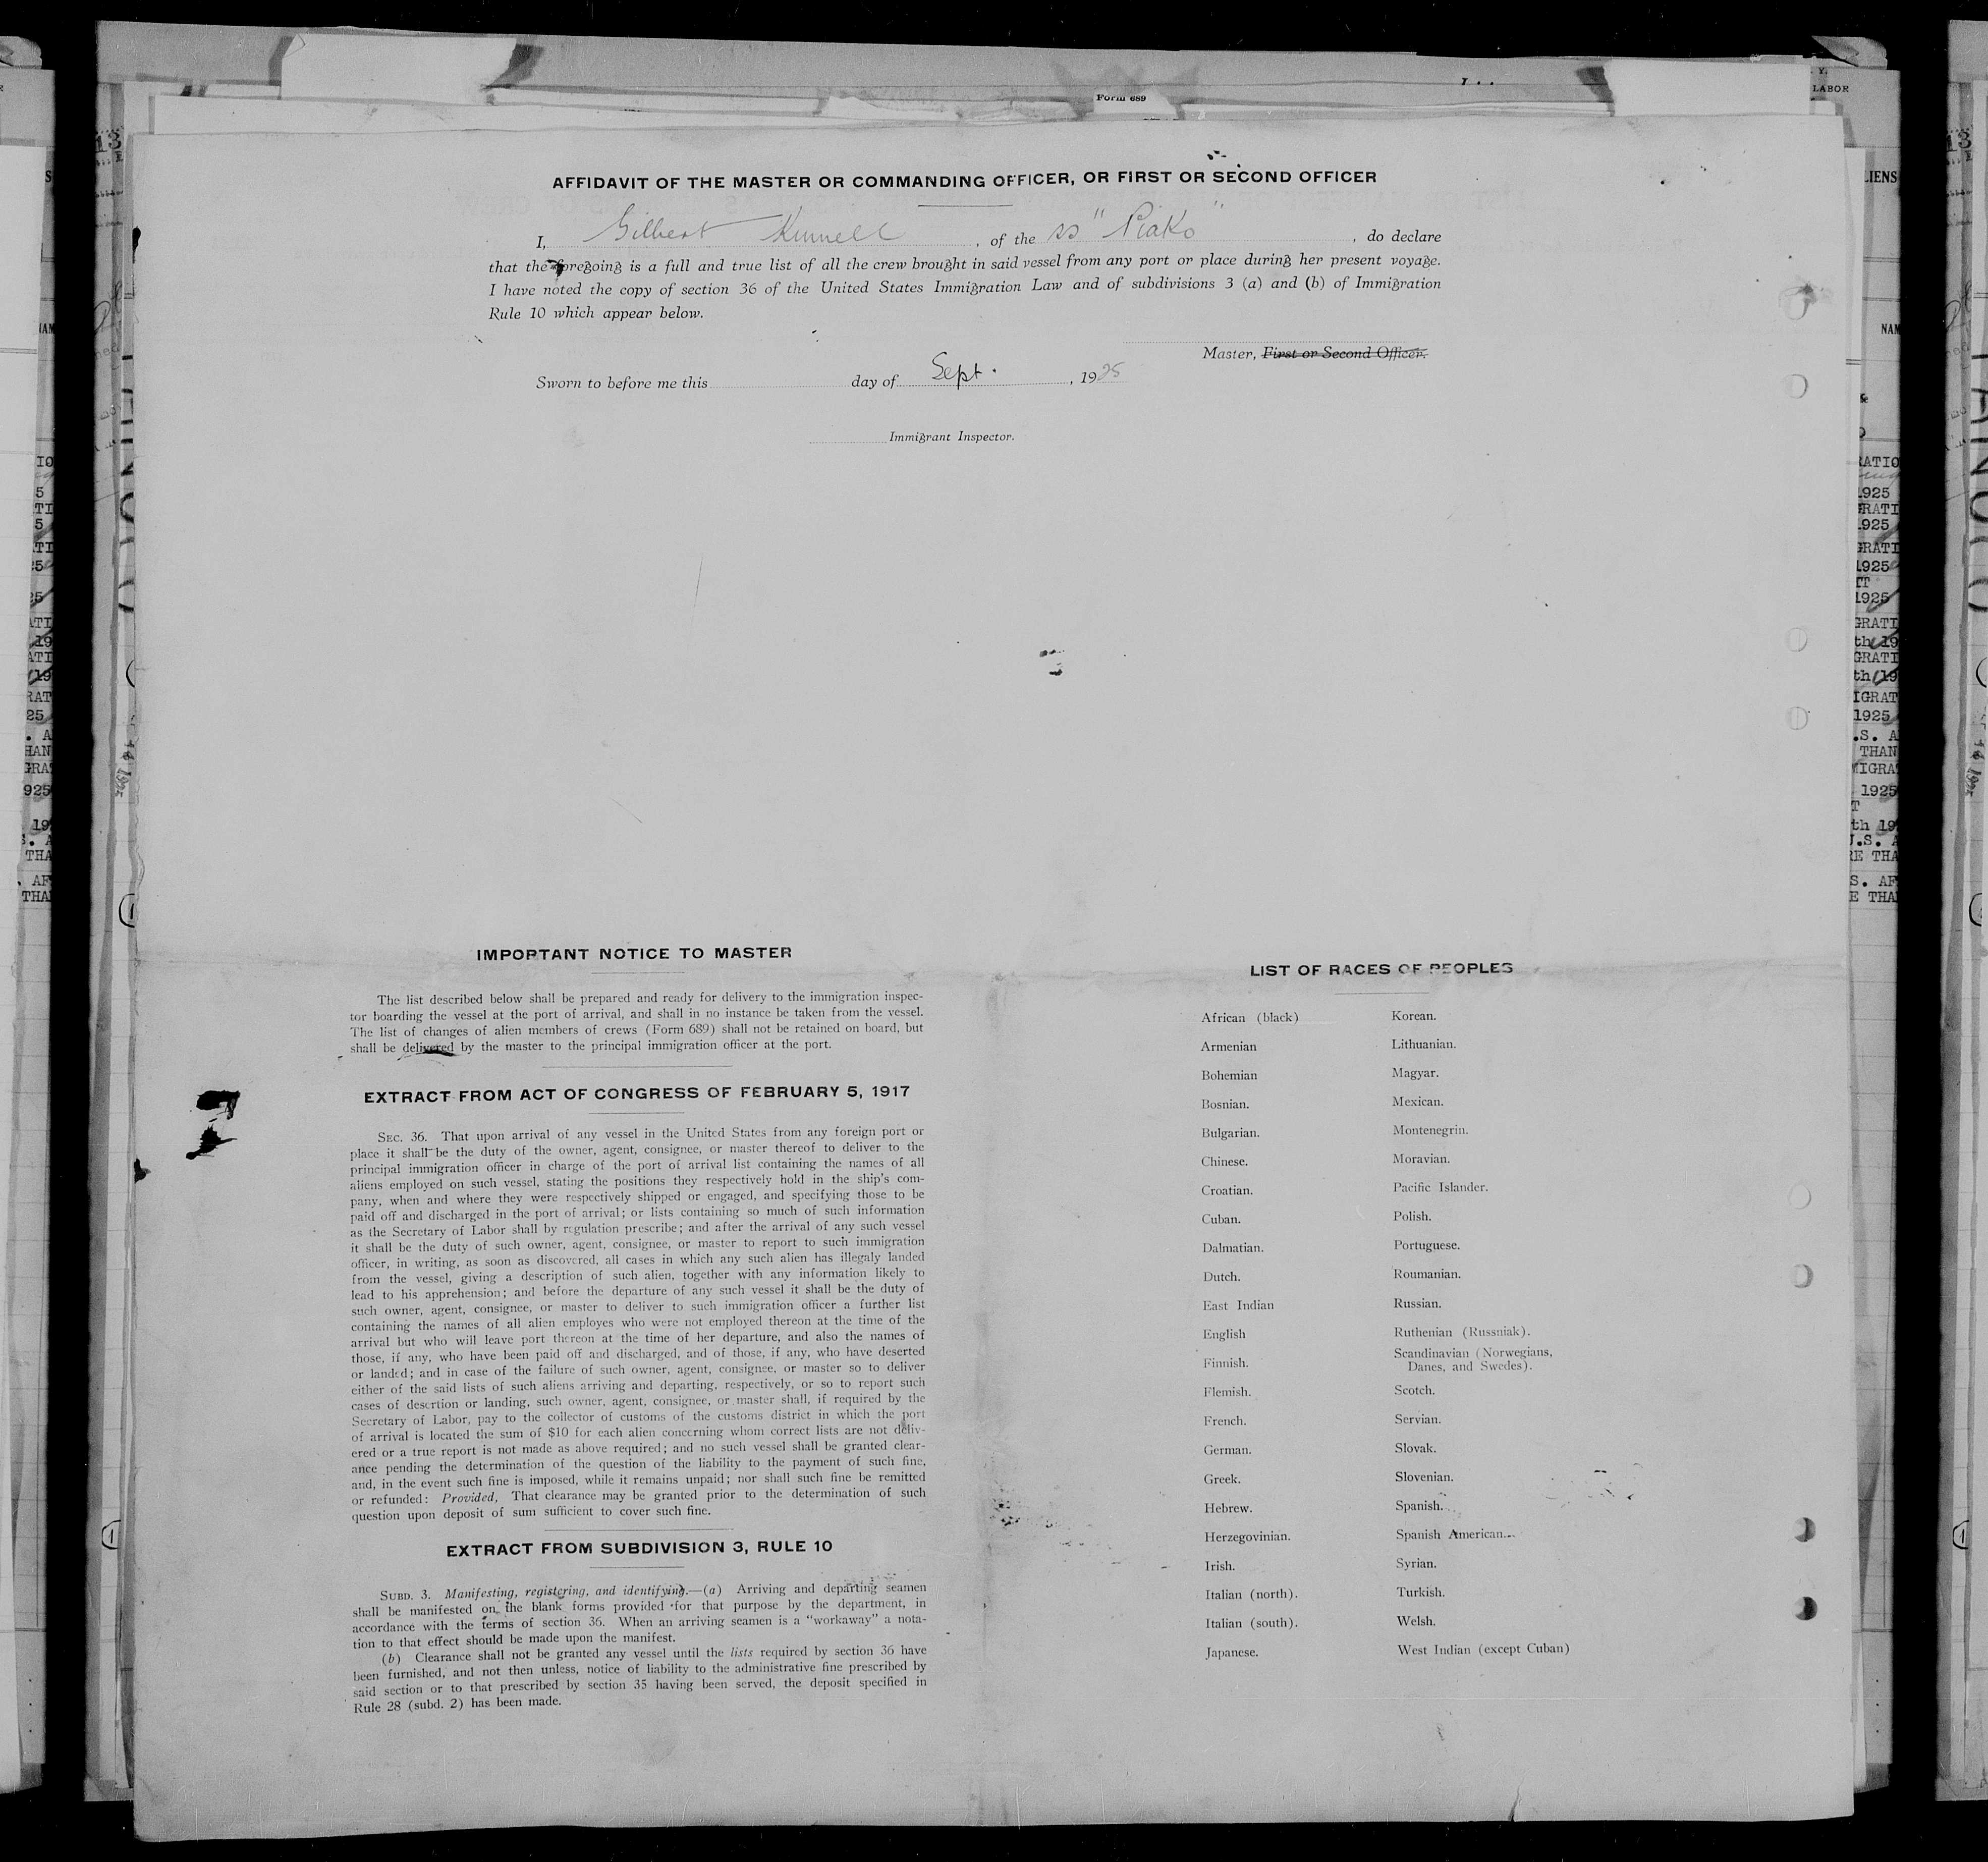 Form 689
LABOR
AFFIDAVIT OF THE MASTER OR COMMANDING OFFICER, OR FIRST OR SECOND OFFICER
I, Gilbert Kinnell, of the SS "Piako", do declare
that the foregoing is a full and true list of all the crew brought in said vessel from any port or place during her present voyage.
I have noted the copy of section 36 of the United States Immigration Law and of subdivisions 3 (a) and (b) of Immigration
Rule 10 which appear below.
Master, First or Second Officer.
Sworn to before me this day of Sept., 1925
Immigrant Inspector.
IMPORTANT NOTICE TO MASTER
The list described below shall be prepared and ready for delivery to the immigration inspec-
tor boarding the vessel at the port of arrival, and shall in no instance be taken from the vessel.
The list of changes of alien members of crews (Form 689) shall not be retained on board, but
shall be delivered by the master to the principal immigration officer at the port.
EXTRACT FROM ACT OF CONGRESS OF FEBRUARY 5, 1917
SEC. 36. That upon arrival of any vessel in the United States from any foreign port or
place it shall be the duty of the owner, agent, consignee, or master thereof to deliver to the
principal immigration officer in charge of the port of arrival list containing the names of all
aliens employed on such vessel, stating the positions they respectively hold in the ship's com-
pany, when and where they were respectively shipped or engaged, and specifying those to be
paid off and discharged in the port of arrival; or lists containing so much of such information
as the Secretary of Labor shall by regulation prescribe; and after the arrival of any such vessel
it shall be the duty of such owner, agent, consignee, or master to report to such immigration
officer, in writing, as soon as discovered, all cases in which any such alien has illegaly landed
from the vessel, giving a description of such alien, together with any information likely to
lead to his apprehension; and before the departure of any such vessel it shall be the duty of
such owner, agent, consignee, or master to deliver to such immigration officer a further list
containing the names of all alien employes who were not employed thereon at the time of the
arrival but who will leave port thereon at the time of her departure, and also the names of
those, if any, who have been paid off and discharged, and of those, if any, who have deserted
or landed; and in case of the failure of such owner, agent, consignee, or master so to deliver
either of the said lists of such aliens arriving and departing, respectively, or so to report such
cases of desertion or landing, such owner, agent, consignee, or master shall, if required by the
Secretary of Labor, pay to the collector of customs of the customs district in which the port
of arrival is located the sum of $10 for each alien concerning whom correct lists are not deliv-
ered or a true report is not made as above required; and no such vessel shall be granted clear-
ance pending the determination of the question of the liability to the payment of such fine,
and, in the event such fine is imposed, while it remains unpaid; nor shall such fine be remitted
or refunded: Provided, That clearance may be granted prior to the determination of such
question upon deposit of sum sufficient to cover such fine.
EXTRACT FROM SUBDIVISION 3, RULE 10
SUBD. 3. Manifesting, registering, and identifying.—(a) Arriving and departing seamen
shall be manifested on the blank forms provided for that purpose by the department, in
accordance with the terms of section 36. When an arriving seamen is a "workaway" a nota-
tion to that effect should be made upon the manifest.
(b) Clearance shall not be granted any vessel until the lists required by section 36 have
been furnished, and not then unless, notice of liability to the administrative fine prescribed by
said section or to that prescribed by section 35 having been served, the deposit specified in
Rule 28 (subd. 2) has been made.
LIST OF RACES OF PEOPLES
African (black)
Armenian
Bohemian
Bosnian.
Bulgarian.
Chinese.
Croatian.
Cuban.
Dalmatian.
Dutch.
East Indian
English
Finnish.
Flemish.
French.
German.
Greek.
Hebrew.
Herzegovinian.
Irish.
Italian (north).
Italian (south).
Japanese.
Korean.
Lithuanian.
Magyar.
Mexican.
Montenegrin.
Moravian.
Pacific Islander.
Polish.
Portuguese.
Roumanian.
Russian.
Ruthenian (Russniak).
Scandinavian (Norwegians,
Danes, and Swedes).
Scotch.
Servian.
Slovak.
Slovenian.
Spanish.
Spanish American.
Syrian.
Turkish.
Welsh.
West Indian (except Cuban)